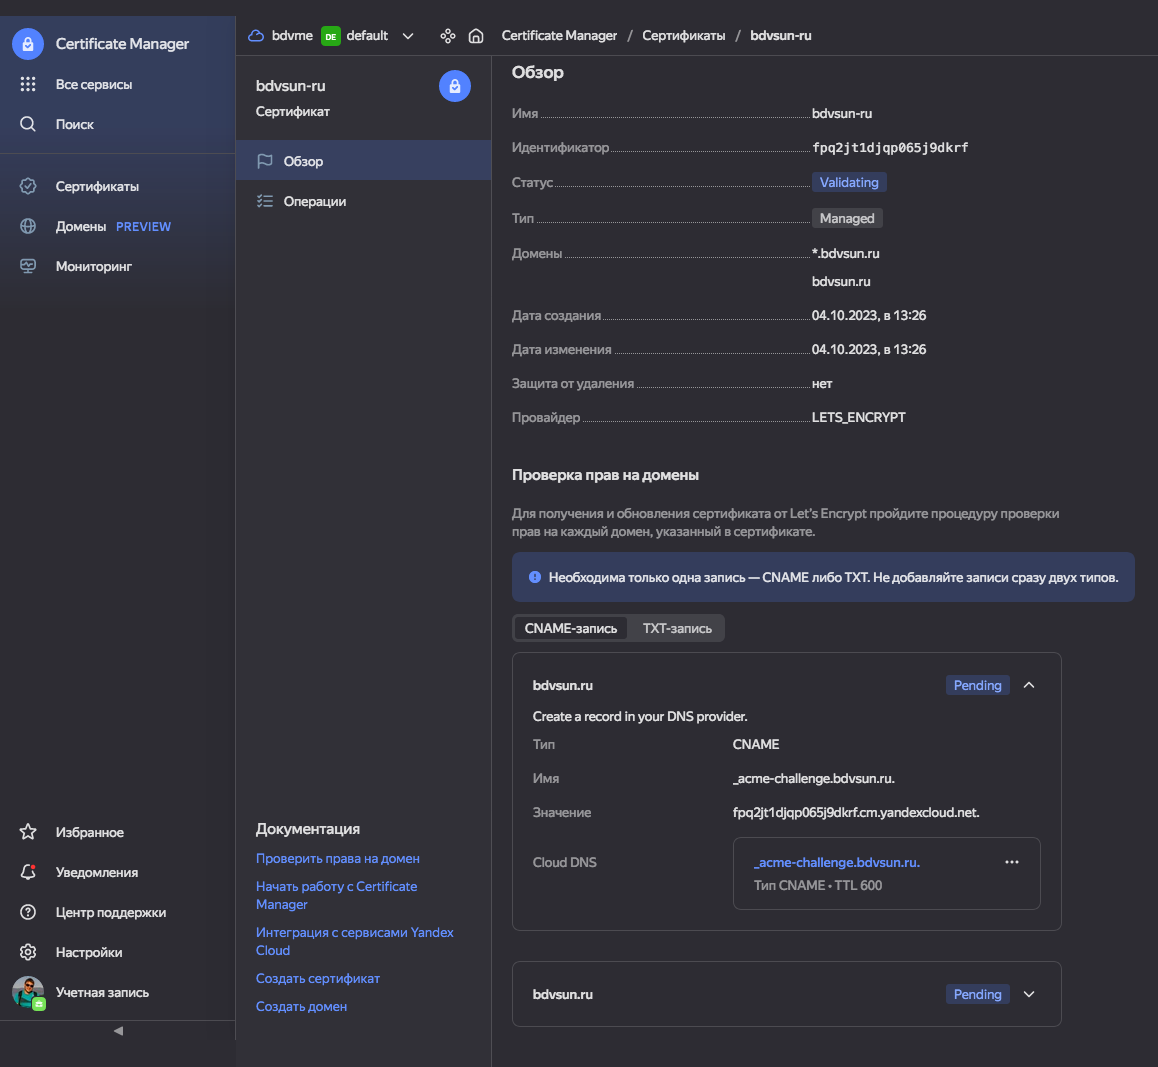 Certificate Manager
Все сервисы
Поиск
Сертификаты
Домены PREVIEW
Мониторинг
Избранное
Уведомления
Центр поддержки
Настройки
Учетная запись
bdvme DE default
Certificate Manager / Сертификаты / bdvsun-ru
bdvsun-ru
Сертификат
Обзор
Операции
Документация
Проверить права на домен
Начать работу с Certificate
Manager
Интеграция с сервисами Yandex
Cloud
Создать сертификат
Создать домен
Обзор
Имя bdvsun-ru
Идентификатор fpq2jt1djqp065j9dkrf
Статус Validating
Тип Managed
Домены *.bdvsun.ru
bdvsun.ru
Дата создания 04.10.2023, в 13:26
Дата изменения 04.10.2023, в 13:26
Защита от удаления нет
Провайдер LETS_ENCRYPT
Проверка прав на домены
Для получения и обновления сертификата от Let's Encrypt пройдите процедуру проверки
прав на каждый домен, указанный в сертификате.
Необходима только одна запись — CNAME либо TXT. Не добавляйте записи сразу двух типов.
CNAME-запись TXT-запись
bdvsun.ru Pending
Create a record in your DNS provider.
Тип CNAME
Имя _acme-challenge.bdvsun.ru.
Значение fpq2jt1djqp065j9dkrf.cm.yandexcloud.net.
Cloud DNS _acme-challenge.bdvsun.ru.
Тип CNAME • TTL 600
bdvsun.ru Pending